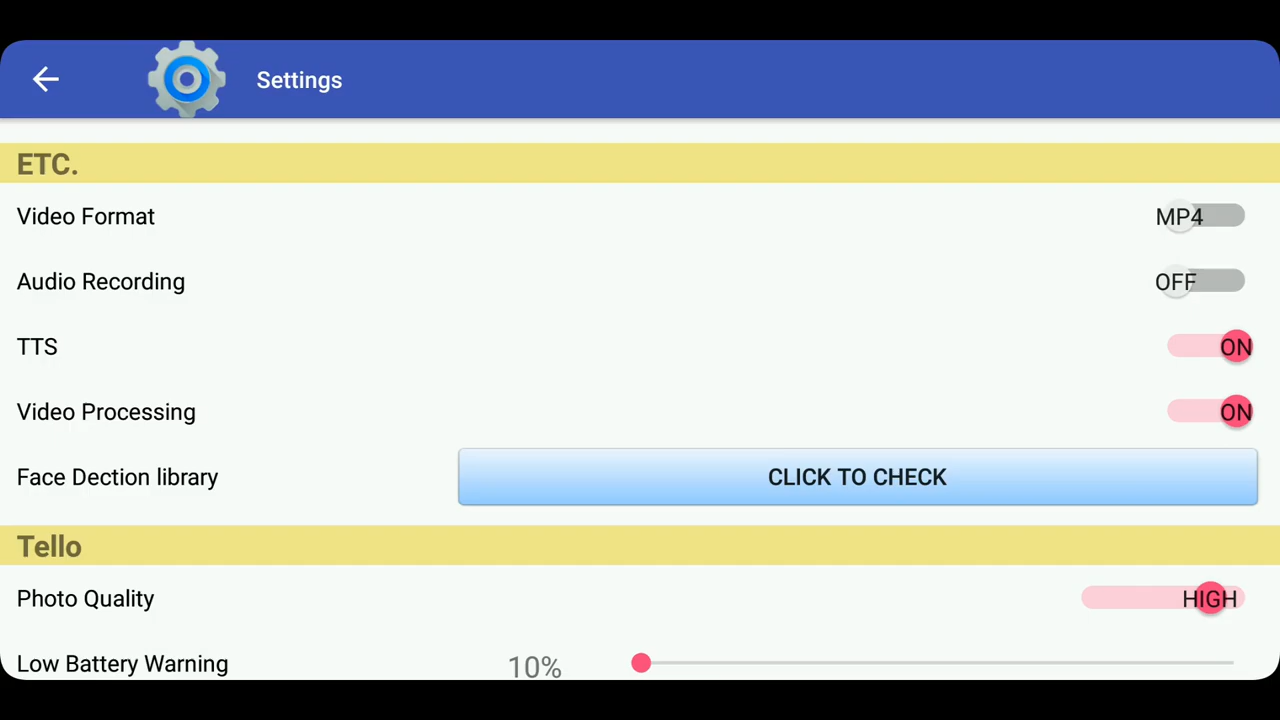 Settings
ETC.
Video Format MP4
Audio Recording OFF
TTS ON
Video Processing ON
Face Dection library CLICK TO CHECK
Tello
Photo Quality HIGH
Low Battery Warning 10%